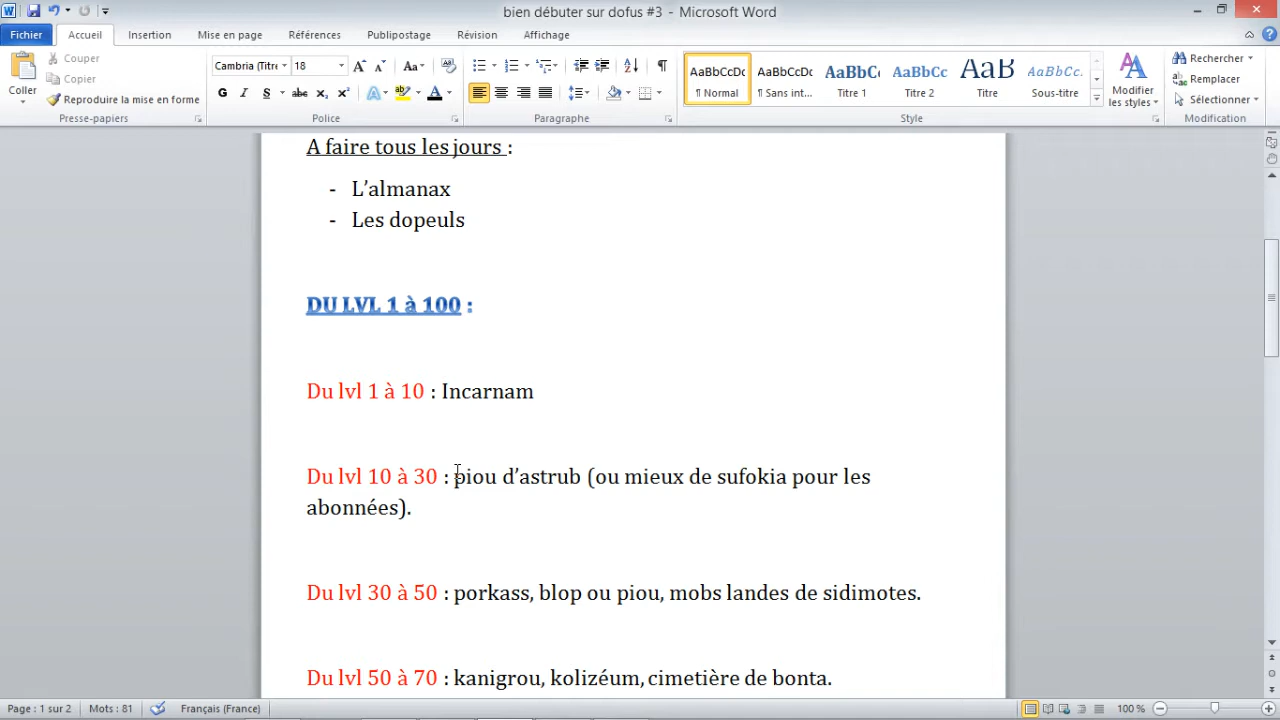 bien débuter sur dofus #3 - Microsoft Word
Fichier Accueil Insertion Mise en page Références Publipostage Révision Affichage
Coller
Couper
Copier
Reproduire la mise en forme
Presse-papiers
Cambria (Titre 18
Police
Paragraphe
AaBbCcDc AaBbCcDc AaBbC AaBbCc AaB AaBbCc.
¶ Normal ¶ Sans int... Titre 1 Titre 2 Titre Sous-titre
Style
Modifier les styles
Rechercher
Remplacer
Sélectionner
Modification
A faire tous les jours :
- L’almanax
- Les dopeuls
DU LVL 1 à 100 :
Du lvl 1 à 10 : Incarnam
Du lvl 10 à 30 : piou d’astrub (ou mieux de sufokia pour les
abonnées).
Du lvl 30 à 50 : porkass, blop ou piou, mobs landes de sidimotes.
Du lvl 50 à 70 : kanigrou, kolizéum, cimetière de bonta.
Page : 1 sur 2 Mots : 81 Français (France) 100 %